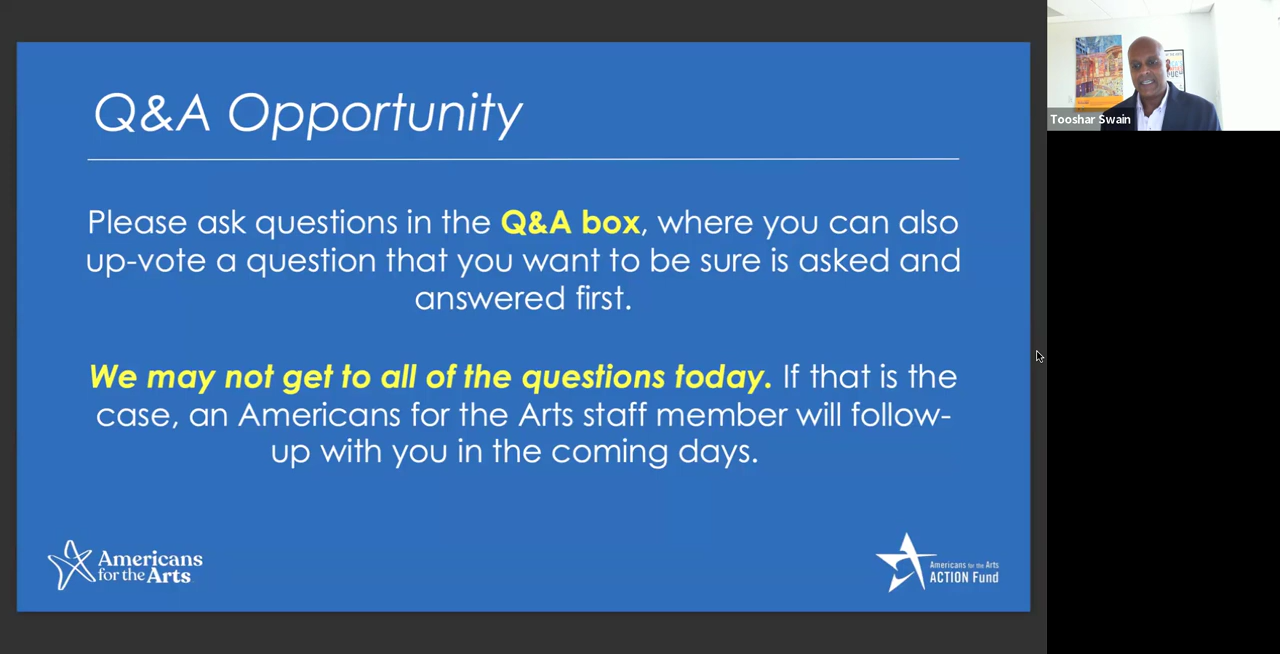 Q&A Opportunity
Please ask questions in the Q&A box, where you can also
up-vote a question that you want to be sure is asked and
answered first.
We may not get to all of the questions today. If that is the
case, an Americans for the Arts staff member will follow-
up with you in the coming days.
Americans
for the Arts
Americans for the Arts
ACTION Fund
Tooshar Swain